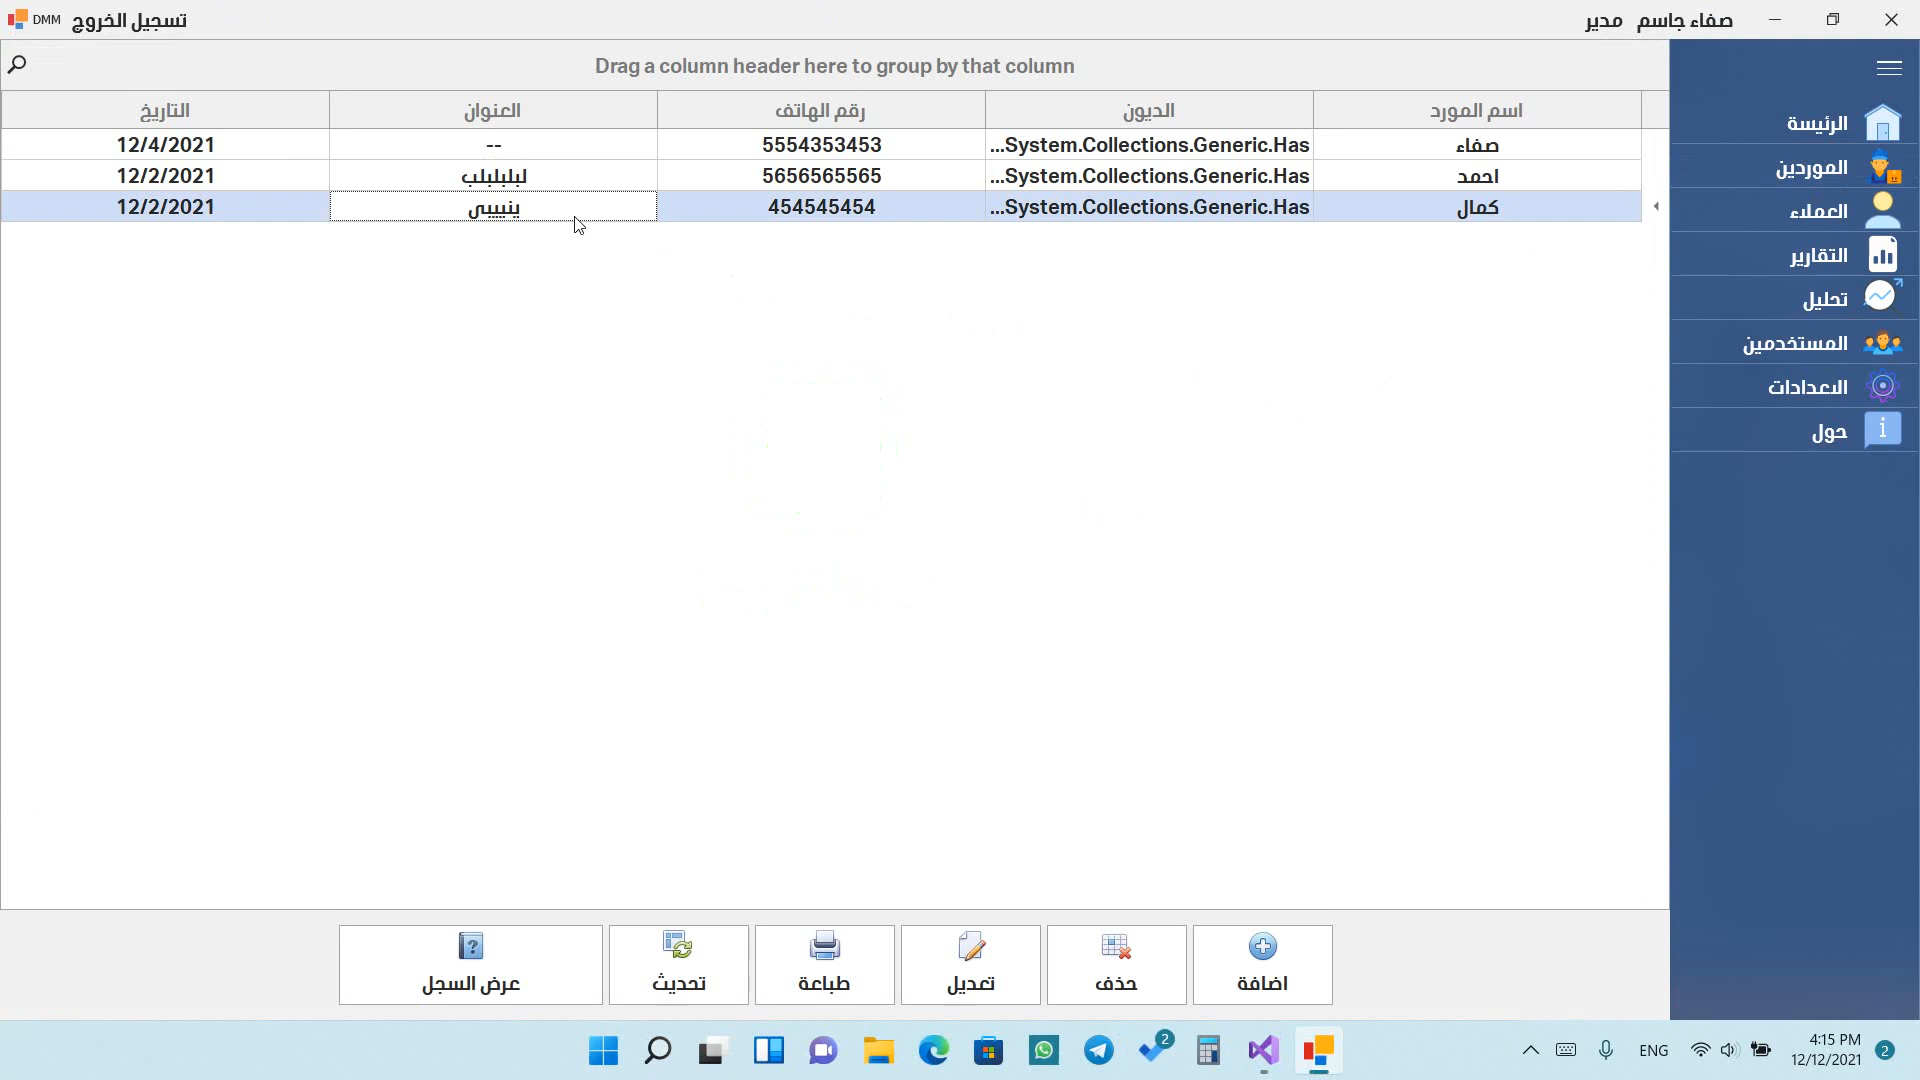 صفاء جاسم مدير
تسجيل الخروج DMM
Drag a column header here to group by that column
اسم المورد الديون رقم الهاتف العنوان التاريخ
صفاء System.Collections.Generic.Has... 5554353453 -- 12/4/2021
احمد System.Collections.Generic.Has... 5656565565 لبلبلبلب 12/2/2021
كمال System.Collections.Generic.Has... 454545454 12/2/2021
الرئيسة
الموردين
العملاء
التقارير
تحليل
المستخدمين
الاعدادات
حول
اضافة حذف تعديل طباعة تحديث عرض السجل
2 ENG 4:15 PM
12/12/2021 2